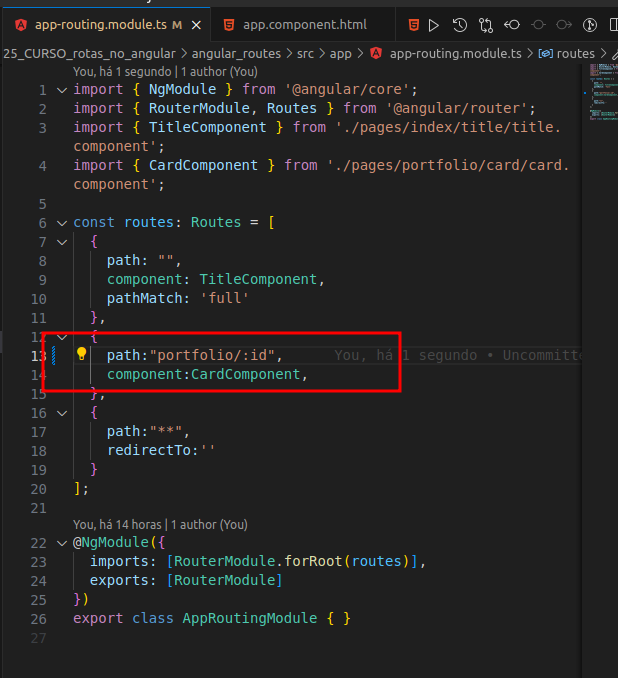 app-routing.module.ts M × app.component.html
25_CURSO_rotas_no_angular > angular_routes > src > app > app-routing.module.ts > routes >
You, há 1 segundo | 1 author (You)
1 import { NgModule } from '@angular/core';
2 import { RouterModule, Routes } from '@angular/router';
3 import { TitleComponent } from './pages/index/title/title.
component';
4 import { CardComponent } from './pages/portfolio/card/card.
component';
5
6 const routes: Routes = [
7 {
8 path: "",
9 component: TitleComponent,
10 pathMatch: 'full'
11 },
12 {
13 path:"portfolio/:id", You, há 1 segundo • Uncommitte
14 component:CardComponent,
15 },
16 {
17 path:"**",
18 redirectTo:''
19 }
20 ];
21
You, há 14 horas | 1 author (You)
22 @NgModule({
23 imports: [RouterModule.forRoot(routes)],
24 exports: [RouterModule]
25 })
26 export class AppRoutingModule { }
27